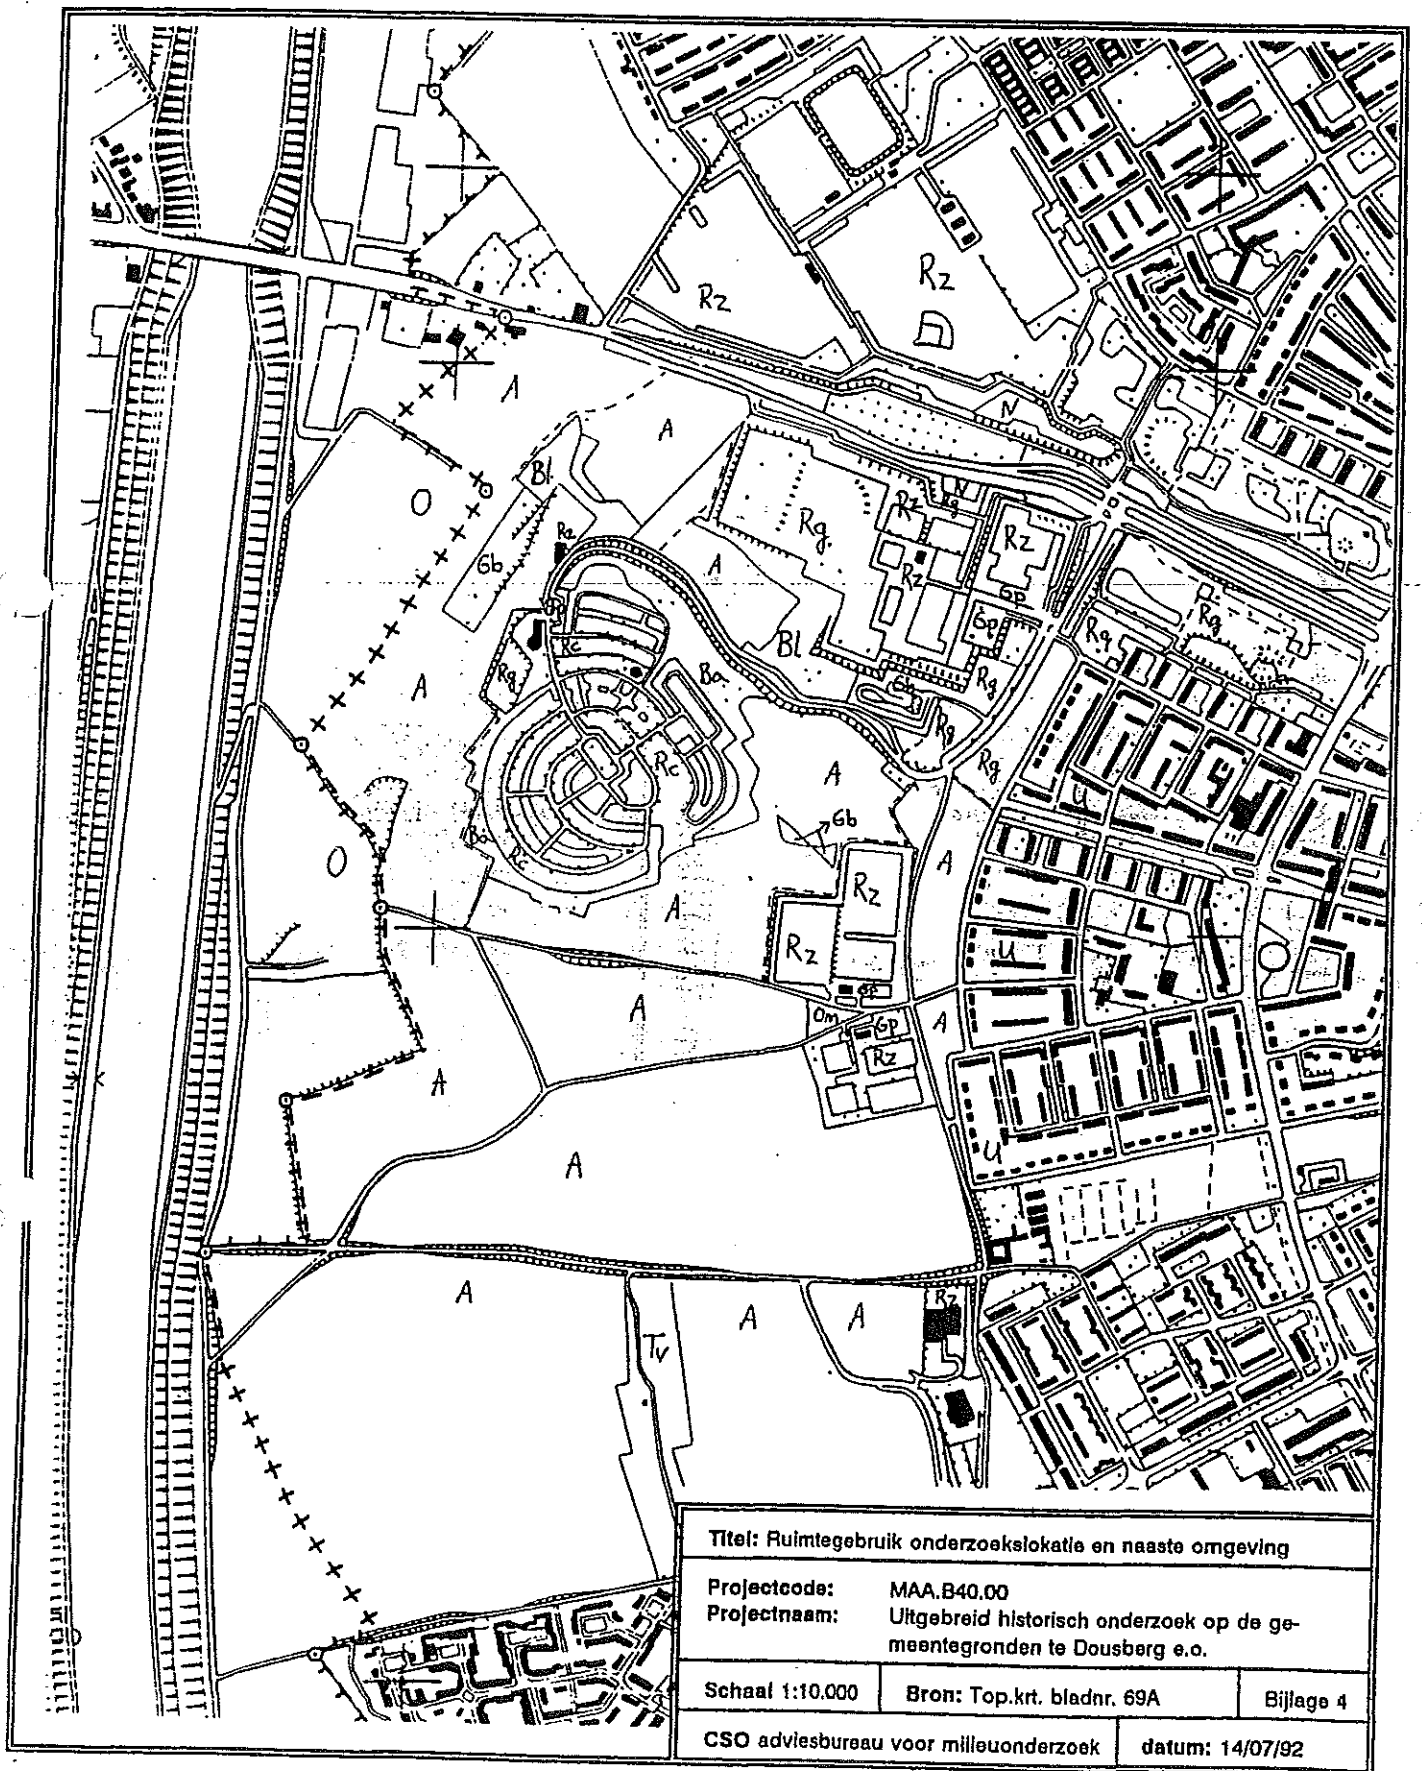 Rz
Rz
A
N
A
O
Bl
Gb
Rz
Rg.
Rz
N
Rg
Rz
Rz
A
Gp
Gp
Rg
Rg
Rg
Rc
Bl
Ba
Rg
A
Gb
Rg
Rg
Rc
A
U
Gb
O
Ba
Rc
A
Rz
A
Rz
U
A
Gp
Om
Gp
A
Rz
A
U
A
A
Rz
A
A
Tv
Titel: Ruimtegebruik onderzoekslokatie en naaste omgeving
Projectcode: MAA.B40.00
Projectnaam: Uitgebreid historisch onderzoek op de ge-
meentegronden te Dousberg e.o.
Schaal 1:10.000 Bron: Top.krt. bladnr. 69A Bijlage 4
CSO adviesbureau voor milieuonderzoek datum: 14/07/92